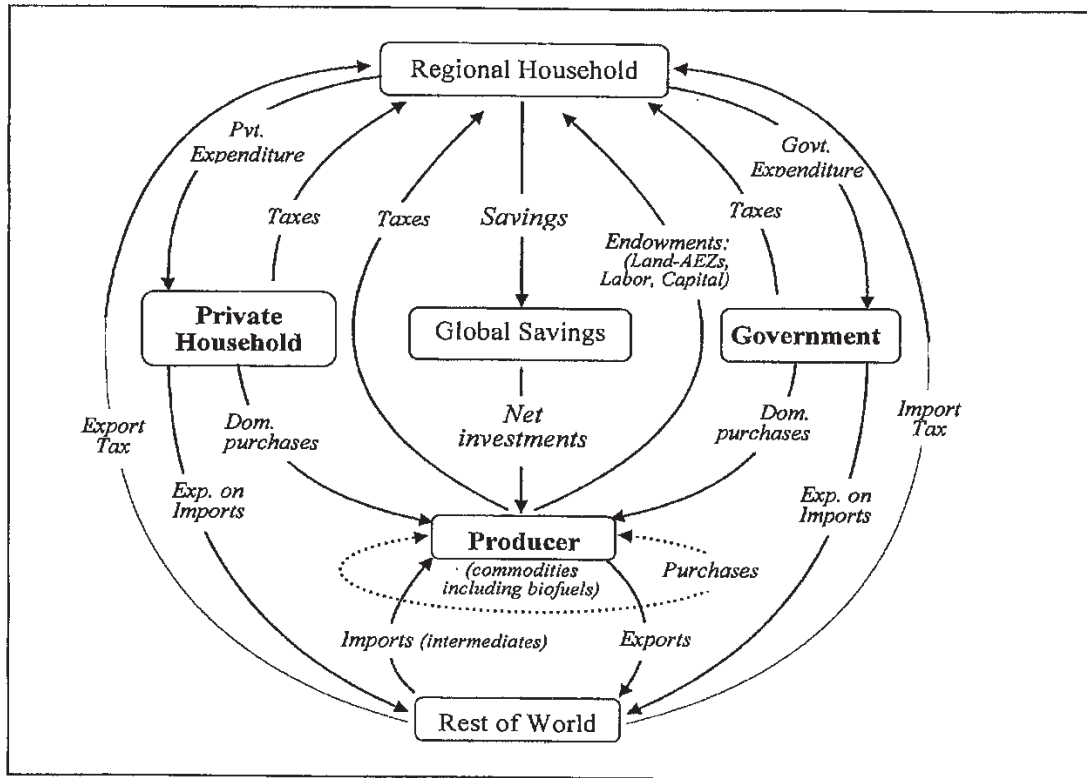 Regional Household
Pvt.
Expenditure
Govt.
Expenditure
Taxes
Taxes
Savings
Taxes
Endowments:
(Land-AEZs,
Labor, Capital)
Private
Household
Global Savings
Government
Export
Tax
Dom.
purchases
Net
investments
Dom.
purchases
Import
Tax
Exp. on
Imports
Exp. on
Imports
Producer
(commodities
including biofuels)
Purchases
Imports (intermediates)
Exports
Rest of World